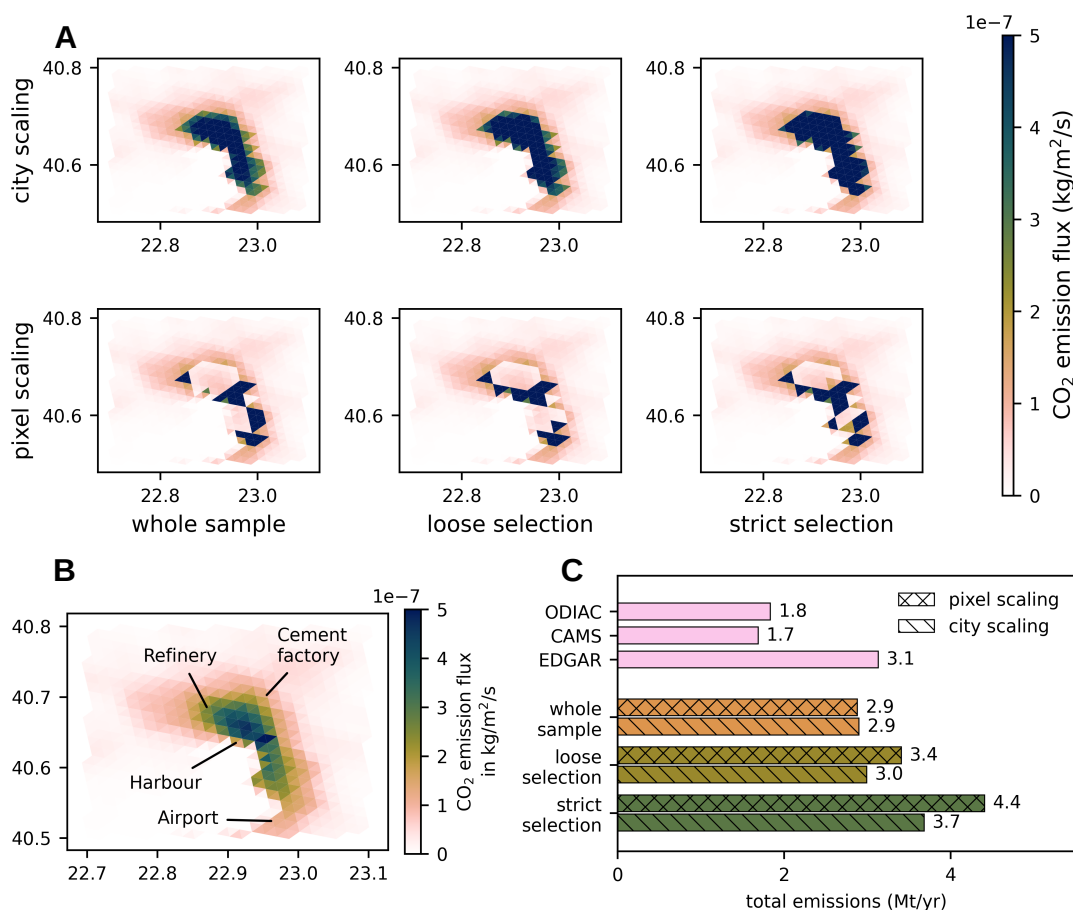 A
1e−7
city scaling
40.8
40.6
22.8
23.0
40.8
40.6
22.8
23.0
40.8
40.6
22.8
23.0
pixel scaling
40.8
40.6
22.8
23.0
whole sample
40.8
40.6
22.8
23.0
loose selection
40.8
40.6
22.8
23.0
strict selection
5
4
3
2
1
0
CO2 emission flux (kg/m2/s)
B
1e−7
40.8
40.7
40.6
40.5
22.7
22.8
22.9
23.0
23.1
Cement
factory
Refinery
Harbour
Airport
5
4
3
2
1
0
CO2 emission flux
in kg/m2/s
C
pixel scaling
city scaling
ODIAC
1.8
CAMS
1.7
EDGAR
3.1
whole
2.9
sample
2.9
loose
3.4
selection
3.0
strict
4.4
selection
3.7
0
2
4
total emissions (Mt/yr)